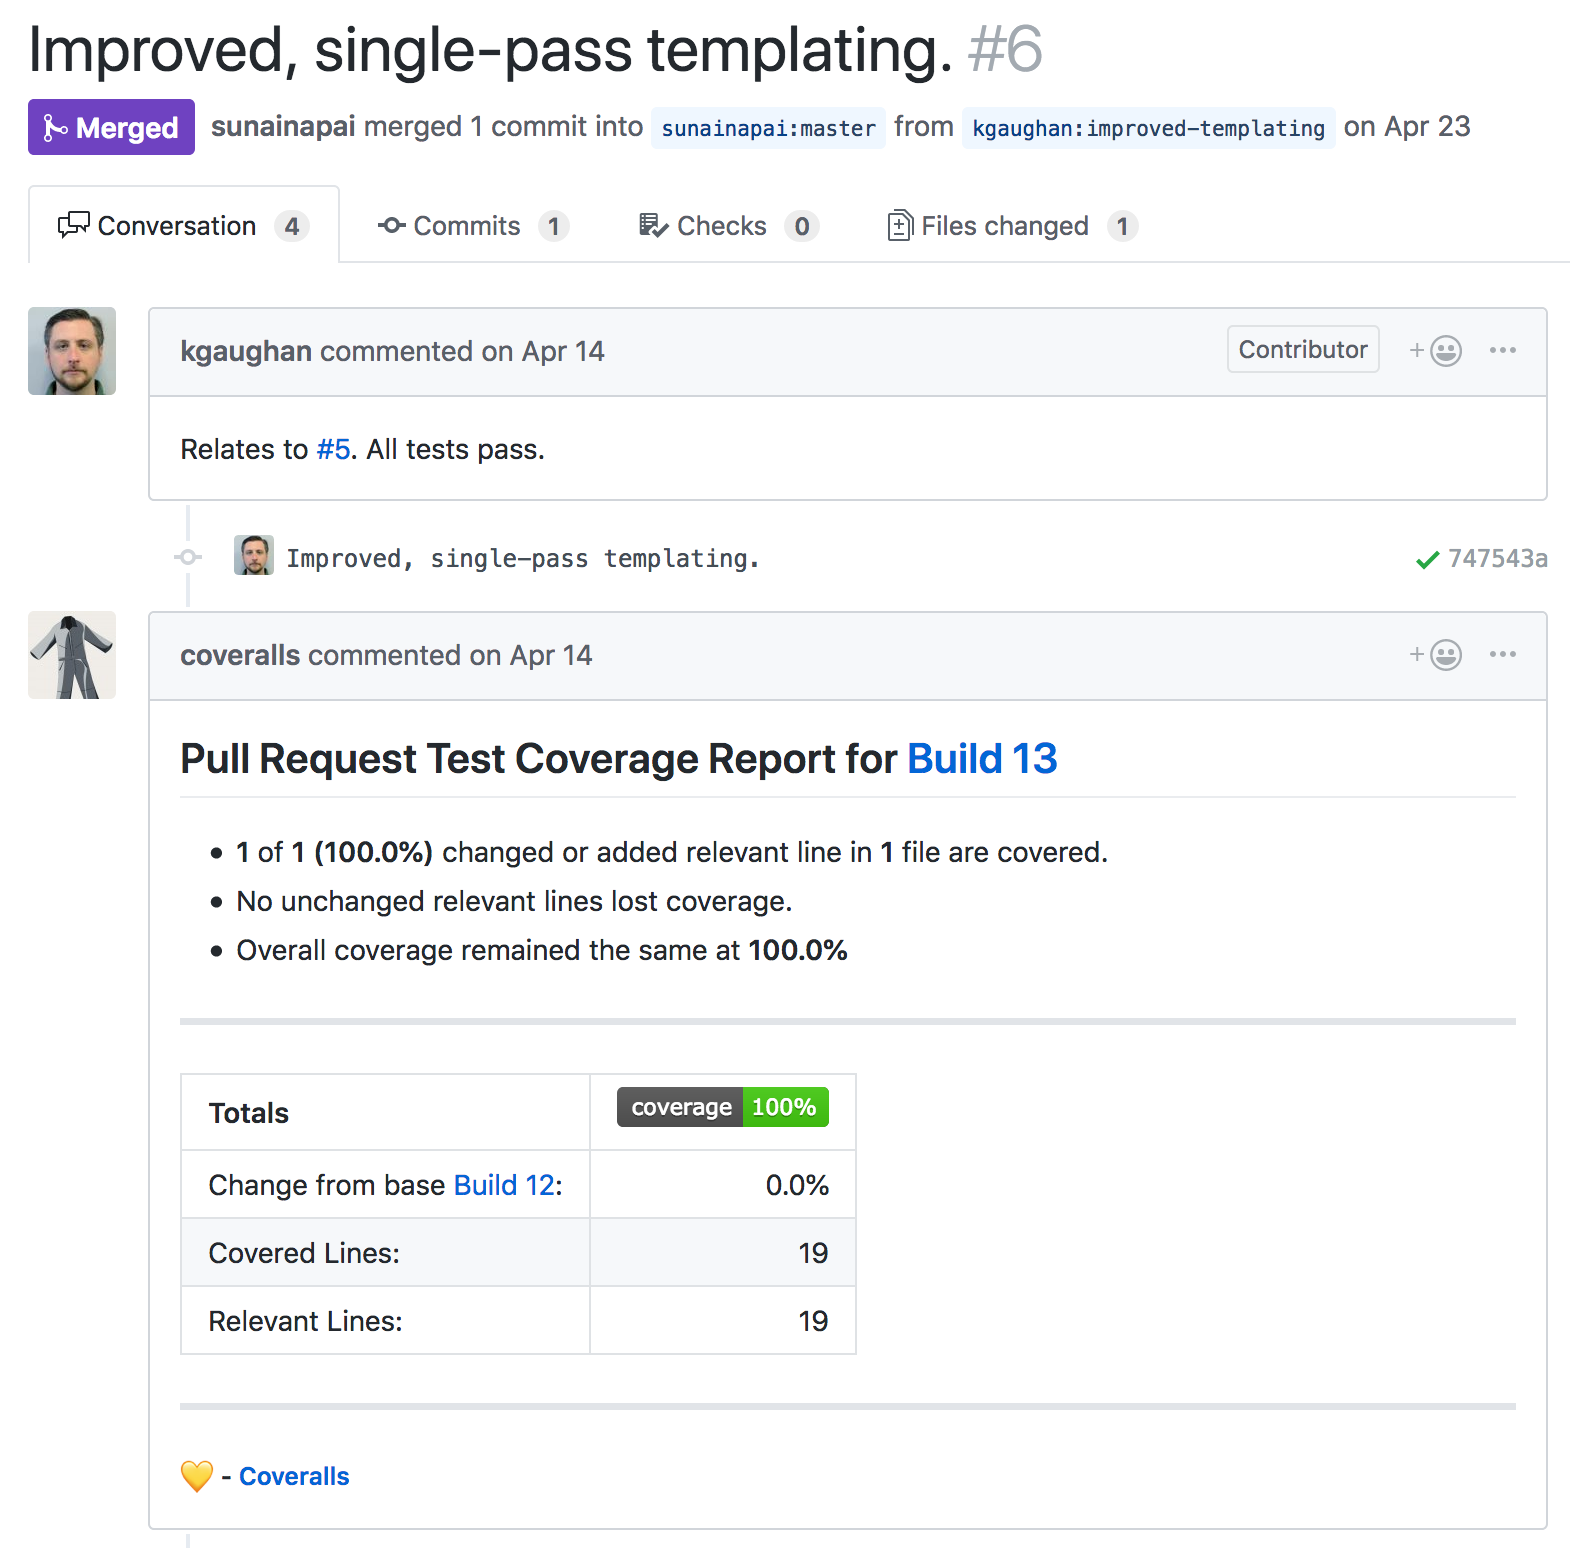 Improved, single-pass templating. #6
Merged sunainapai merged 1 commit into sunainapai:master from kgaughan:improved-templating on Apr 23
Conversation 4 Commits 1 Checks 0 Files changed 1
kgaughan commented on Apr 14 Contributor
Relates to #5. All tests pass.
Improved, single-pass templating. 747543a
coveralls commented on Apr 14
Pull Request Test Coverage Report for Build 13
• 1 of 1 (100.0%) changed or added relevant line in 1 file are covered.
• No unchanged relevant lines lost coverage.
• Overall coverage remained the same at 100.0%
Totals coverage 100%
Change from base Build 12: 0.0%
Covered Lines: 19
Relevant Lines: 19
💛 - Coveralls